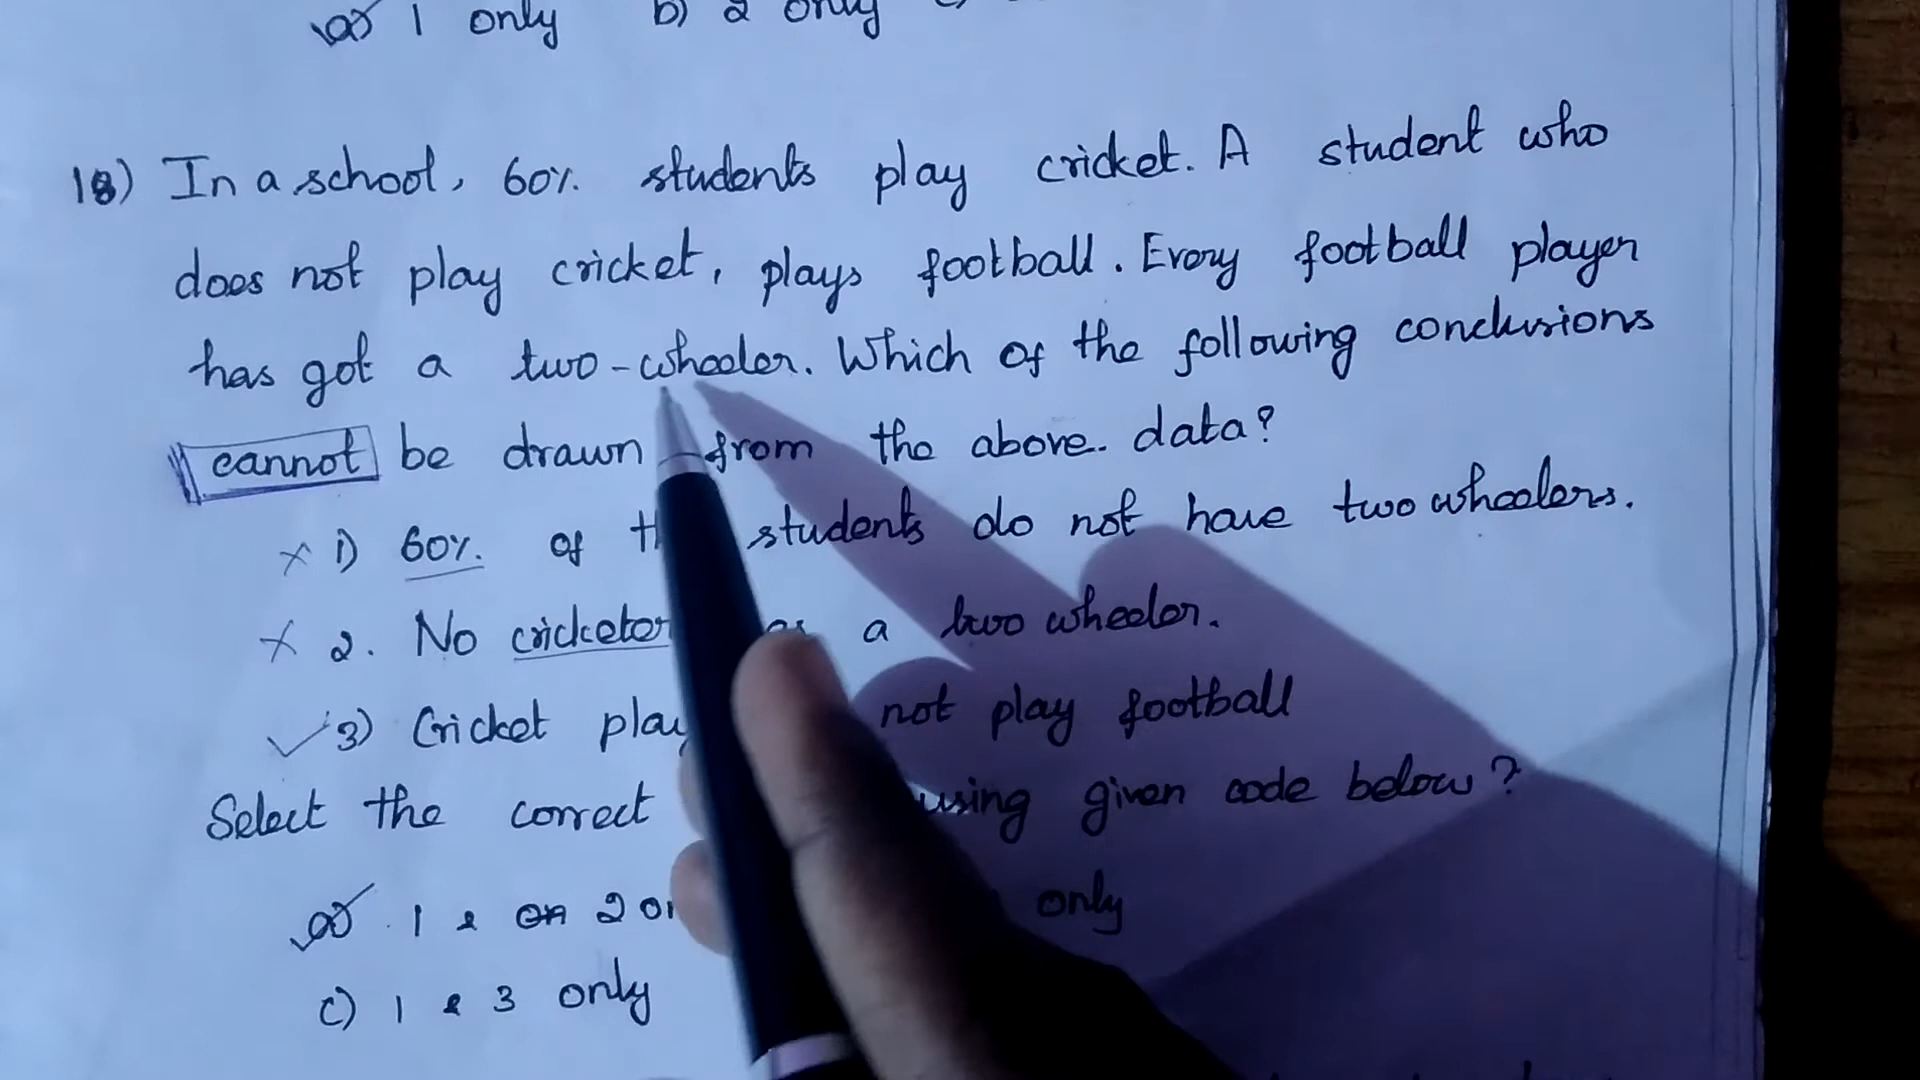 a) 1 only b) 2 only
18) In a school, 60%. students play cricket. A student who
does not play cricket, plays football. Every football player
has got a two-wheeler. Which of the following conclusions
cannot be drawn from the above. data?
1) 60%. of students do not have two wheelers.
2. No a two wheeler.
3) Cricket not play football
Select the correct using given code below?
a) 1 & 2 only
c) 1 & 3 only